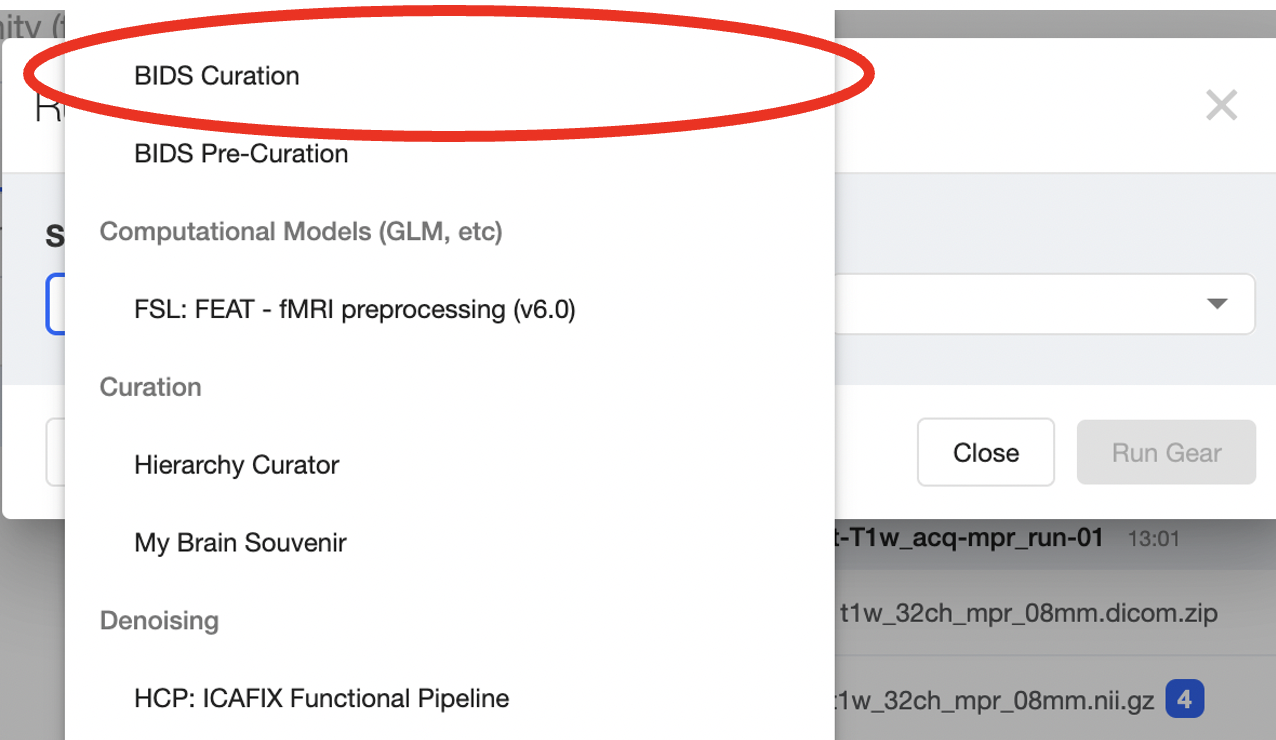 BIDS Curation
BIDS Pre-Curation
Computational Models (GLM, etc)
FSL: FEAT - fMRI preprocessing (v6.0)
Curation
Hierarchy Curator
My Brain Souvenir
Denoising
HCP: ICAFIX Functional Pipeline
Close
Run Gear
t-T1w_acq-mpr_run-01 13:01
t1w_32ch_mpr_08mm.dicom.zip
t1w_32ch_mpr_08mm.nii.gz 4